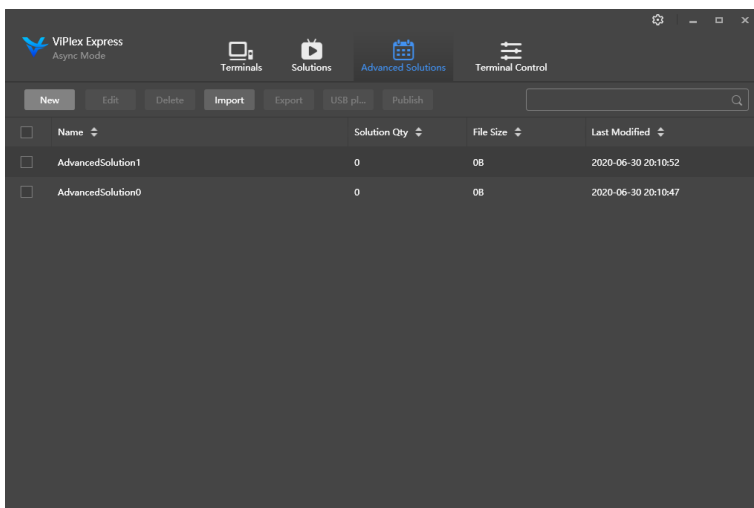 ViPlex Express
Async Mode
Terminals Solutions Advanced Solutions Terminal Control
New Edit Delete Import Export USB pl... Publish
Name Solution Qty File Size Last Modified
AdvancedSolution1 0 0B 2020-06-30 20:10:52
AdvancedSolution0 0 0B 2020-06-30 20:10:47